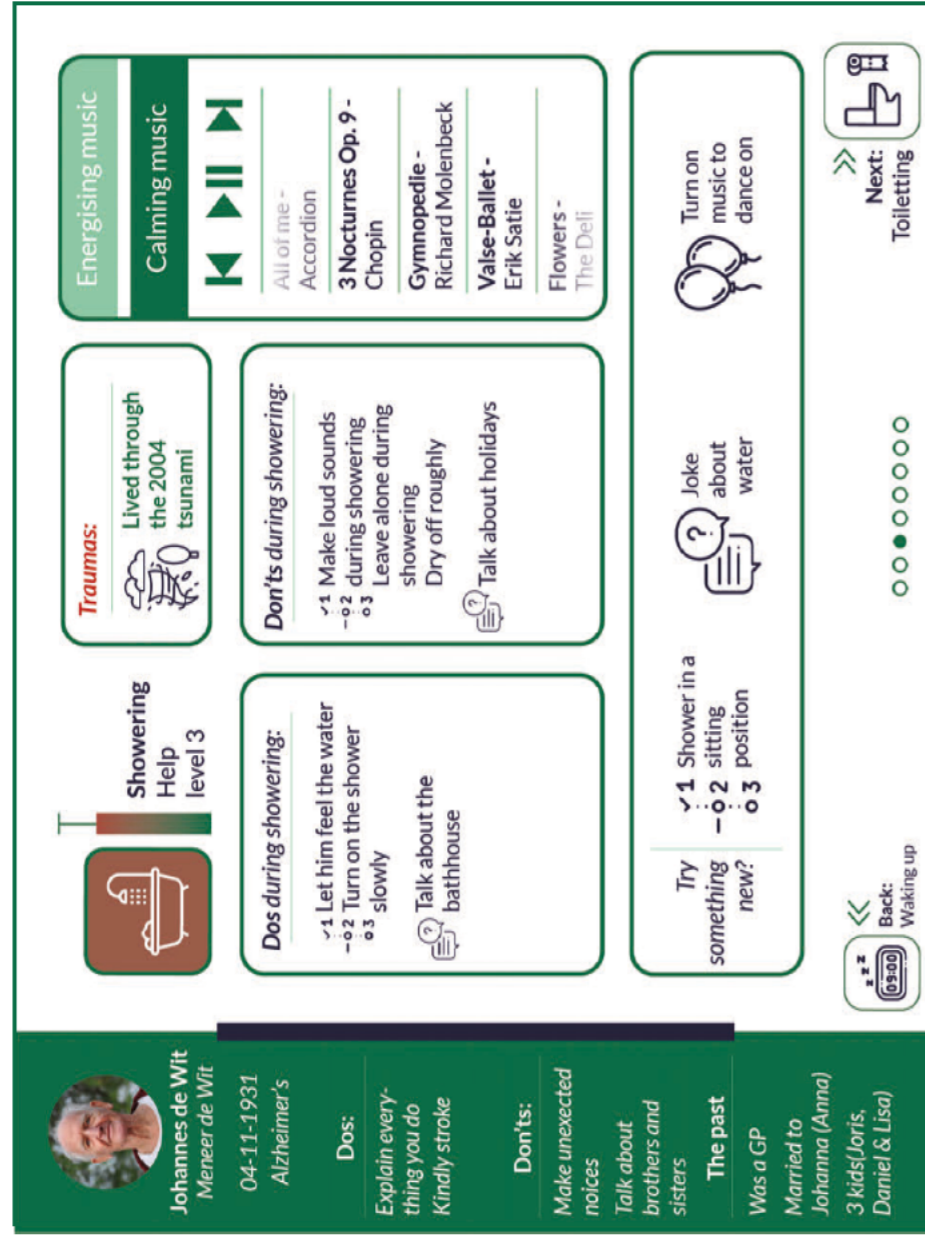 Johannes de Wit
Meneer de Wit
04-11-1931
Alzheimer's
Dos:
Explain every-
thing you do
Kindly stroke
Don'ts:
Make unexected
noices
Talk about
brothers and
sisters
The past
Was a GP
Married to
Johanna (Anna)
3 kids(Joris,
Daniel & Lisa)
Showering
Help
level 3
Traumas:
Lived through
the 2004
tsunami
Energising music
Calming music
All of me -
Accordion
3 Nocturnes Op. 9 -
Chopin
Gymnopedie -
Richard Molenbeck
Valse-Ballet -
Erik Satie
Flowers -
The Deli
Dos during showering:
1 Let him feel the water
2 Turn on the shower
3 slowly
? Talk about the
bathhouse
Don'ts during showering:
1 Make loud sounds
2 during showering
3 Leave alone during
showering
Dry off roughly
? Talk about holidays
Try
something
new?
1 Shower in a
2 sitting
3 position
? Joke
about
water
Turn on
music to
dance on
z z z
09:00
Back:
Waking up
Next:
Toiletting